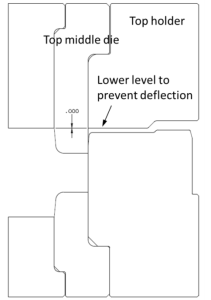 Top holder
Top middle die
Lower level to
prevent deflection
.000